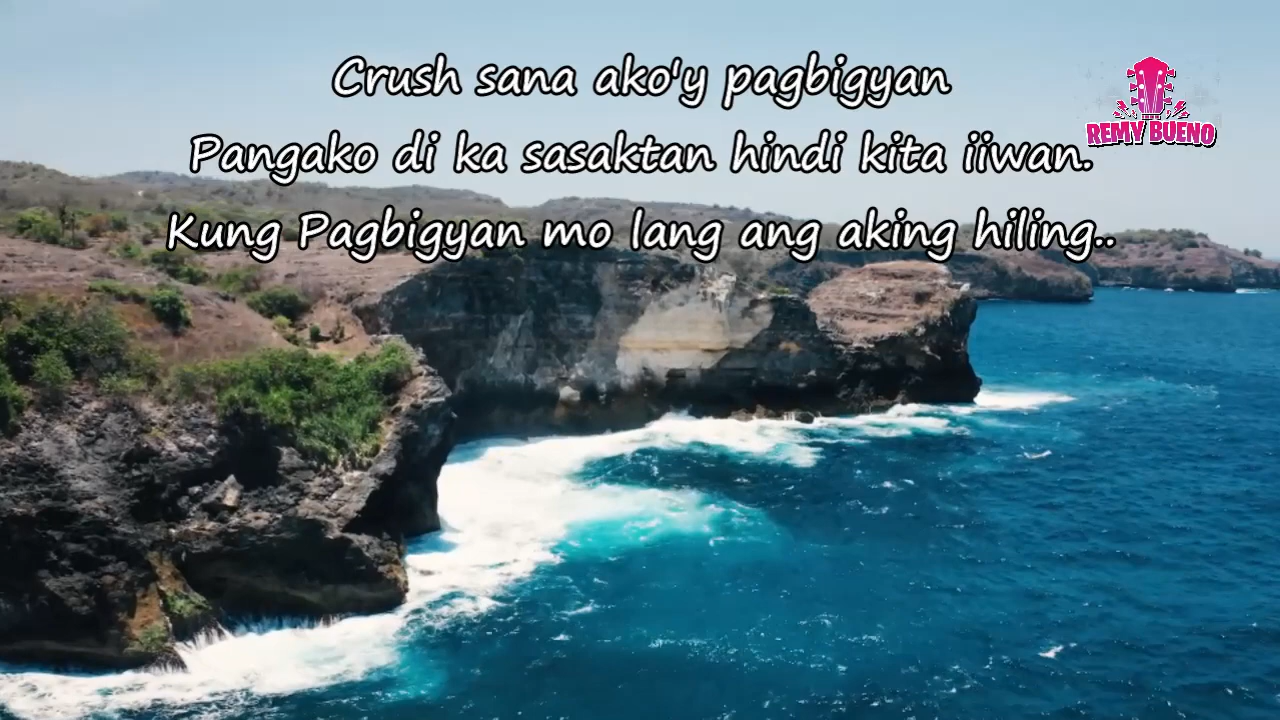 Crush sana ako'y pagbigyan
Pangako di ka sasaktan hindi kita iiwan.
Kung Pagbigyan mo lang ang aking hiling..
REMY BUENO